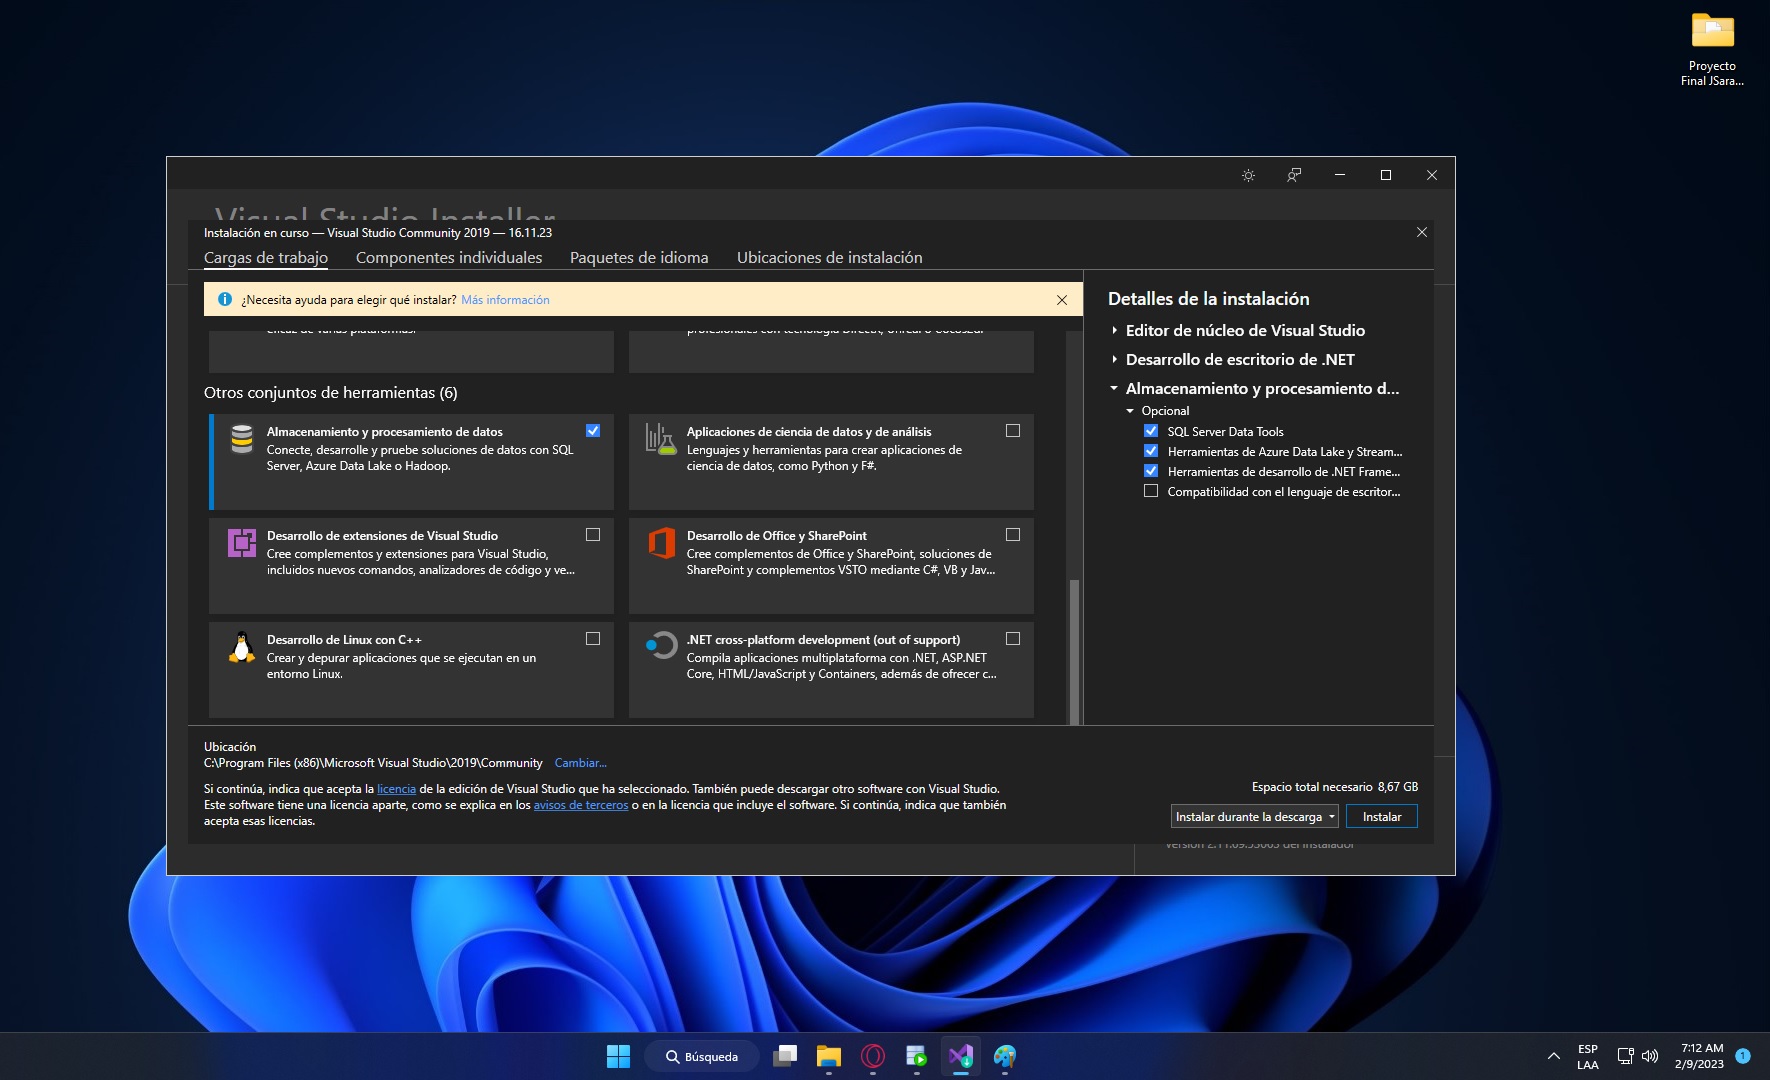 Proyecto
Final JSara...
Visual Studio Installer
Instalación en curso — Visual Studio Community 2019 — 16.11.23
Cargas de trabajo
Componentes individuales
Paquetes de idioma
Ubicaciones de instalación
¿Necesita ayuda para elegir qué instalar? Más información
eficaz de varias plataformas.
profesionales con tecnología DirectX, Unreal o Cocos2d.
Otros conjuntos de herramientas (6)
Almacenamiento y procesamiento de datos
Conecte, desarrolle y pruebe soluciones de datos con SQL
Server, Azure Data Lake o Hadoop.
Aplicaciones de ciencia de datos y de análisis
Lenguajes y herramientas para crear aplicaciones de
ciencia de datos, como Python y F#.
Desarrollo de extensiones de Visual Studio
Cree complementos y extensiones para Visual Studio,
incluidos nuevos comandos, analizadores de código y ve...
Desarrollo de Office y SharePoint
Cree complementos de Office y SharePoint, soluciones de
SharePoint y complementos VSTO mediante C#, VB y Jav...
Desarrollo de Linux con C++
Crear y depurar aplicaciones que se ejecutan en un
entorno Linux.
.NET cross-platform development (out of support)
Compila aplicaciones multiplataforma con .NET, ASP.NET
Core, HTML/JavaScript y Containers, además de ofrecer c...
Detalles de la instalación
Editor de núcleo de Visual Studio
Desarrollo de escritorio de .NET
Almacenamiento y procesamiento d...
Opcional
SQL Server Data Tools
Herramientas de Azure Data Lake y Stream...
Herramientas de desarrollo de .NET Frame...
Compatibilidad con el lenguaje de escritor...
Ubicación
C:\Program Files (x86)\Microsoft Visual Studio\2019\Community Cambiar...
Si continúa, indica que acepta la licencia de la edición de Visual Studio que ha seleccionado. También puede descargar otro software con Visual Studio.
Este software tiene una licencia aparte, como se explica en los avisos de terceros o en la licencia que incluye el software. Si continúa, indica que también
acepta esas licencias.
Espacio total necesario 8,67 GB
Instalar durante la descarga
Instalar
del instalador
Búsqueda
ESP
LAA
7:12 AM
2/9/2023
1